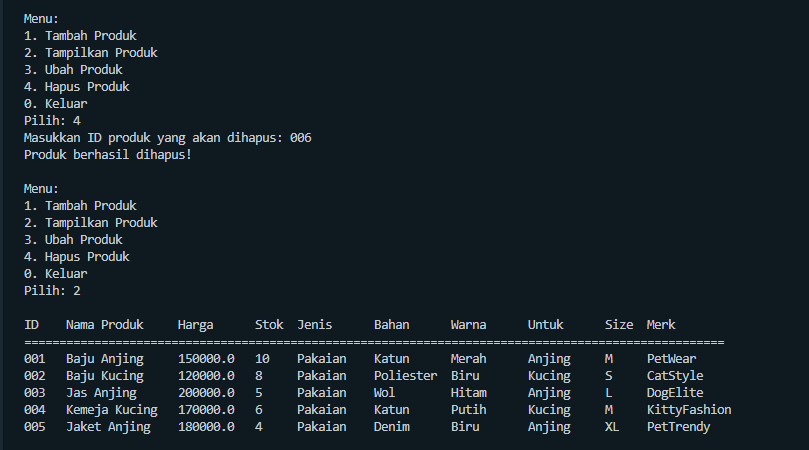 Menu:
1. Tambah Produk
2. Tampilkan Produk
3. Ubah Produk
4. Hapus Produk
0. Keluar
Pilih: 4
Masukkan ID produk yang akan dihapus: 006
Produk berhasil dihapus!
Menu:
1. Tambah Produk
2. Tampilkan Produk
3. Ubah Produk
4. Hapus Produk
0. Keluar
Pilih: 2
ID Nama Produk Harga Stok Jenis Bahan Warna Untuk Size Merk
====================================================================================================
001 Baju Anjing 150000.0 10 Pakaian Katun Merah Anjing M PetWear
002 Baju Kucing 120000.0 8 Pakaian Poliester Biru Kucing S CatStyle
003 Jas Anjing 200000.0 5 Pakaian Wol Hitam Anjing L DogElite
004 Kemeja Kucing 170000.0 6 Pakaian Katun Putih Kucing M KittyFashion
005 Jaket Anjing 180000.0 4 Pakaian Denim Biru Anjing XL PetTrendy